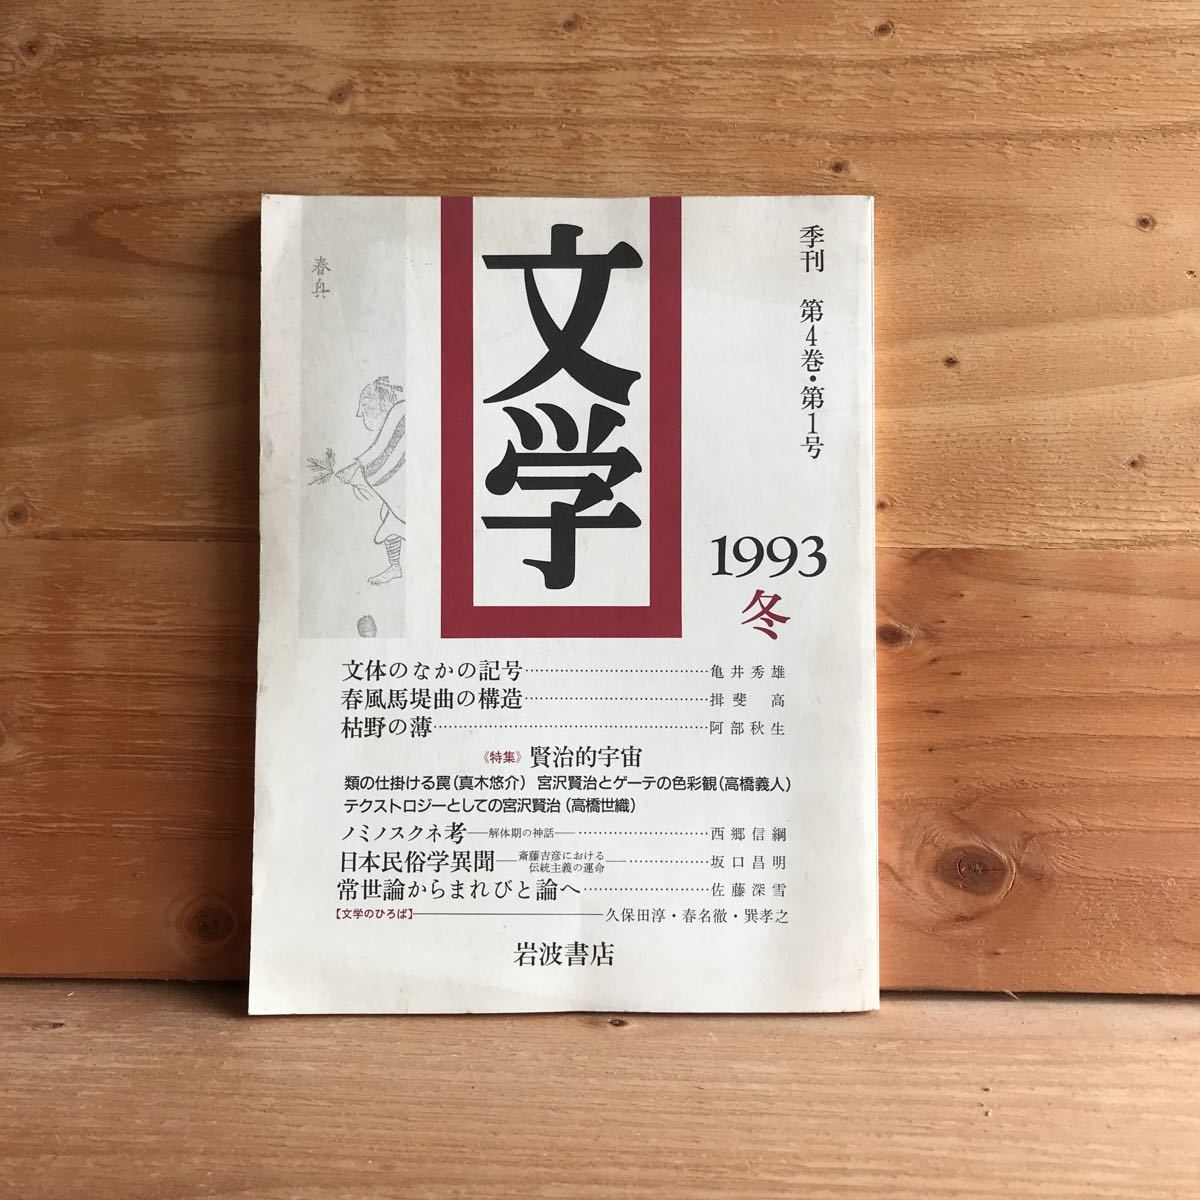 季刊 第4巻・第1号
文学
春兵
1993
冬
文体のなかの記号……亀井秀雄
春風馬堤曲の構造……揖斐 高
枯野の薄……阿部秋生
《特集》 賢治的宇宙
類の仕掛ける罠(真木悠介) 宮沢賢治とゲーテの色彩観(高橋義人)
テクストロジーとしての宮沢賢治(高橋世織)
ノミノスクネ考―解体期の神話―……西郷信綱
日本民俗学異聞―斎藤吉彦における伝統主義の運命―……坂口昌明
常世論からまれびと論へ……佐藤深雪
【文学のひろば】――久保田淳・春名徹・巽孝之
岩波書店